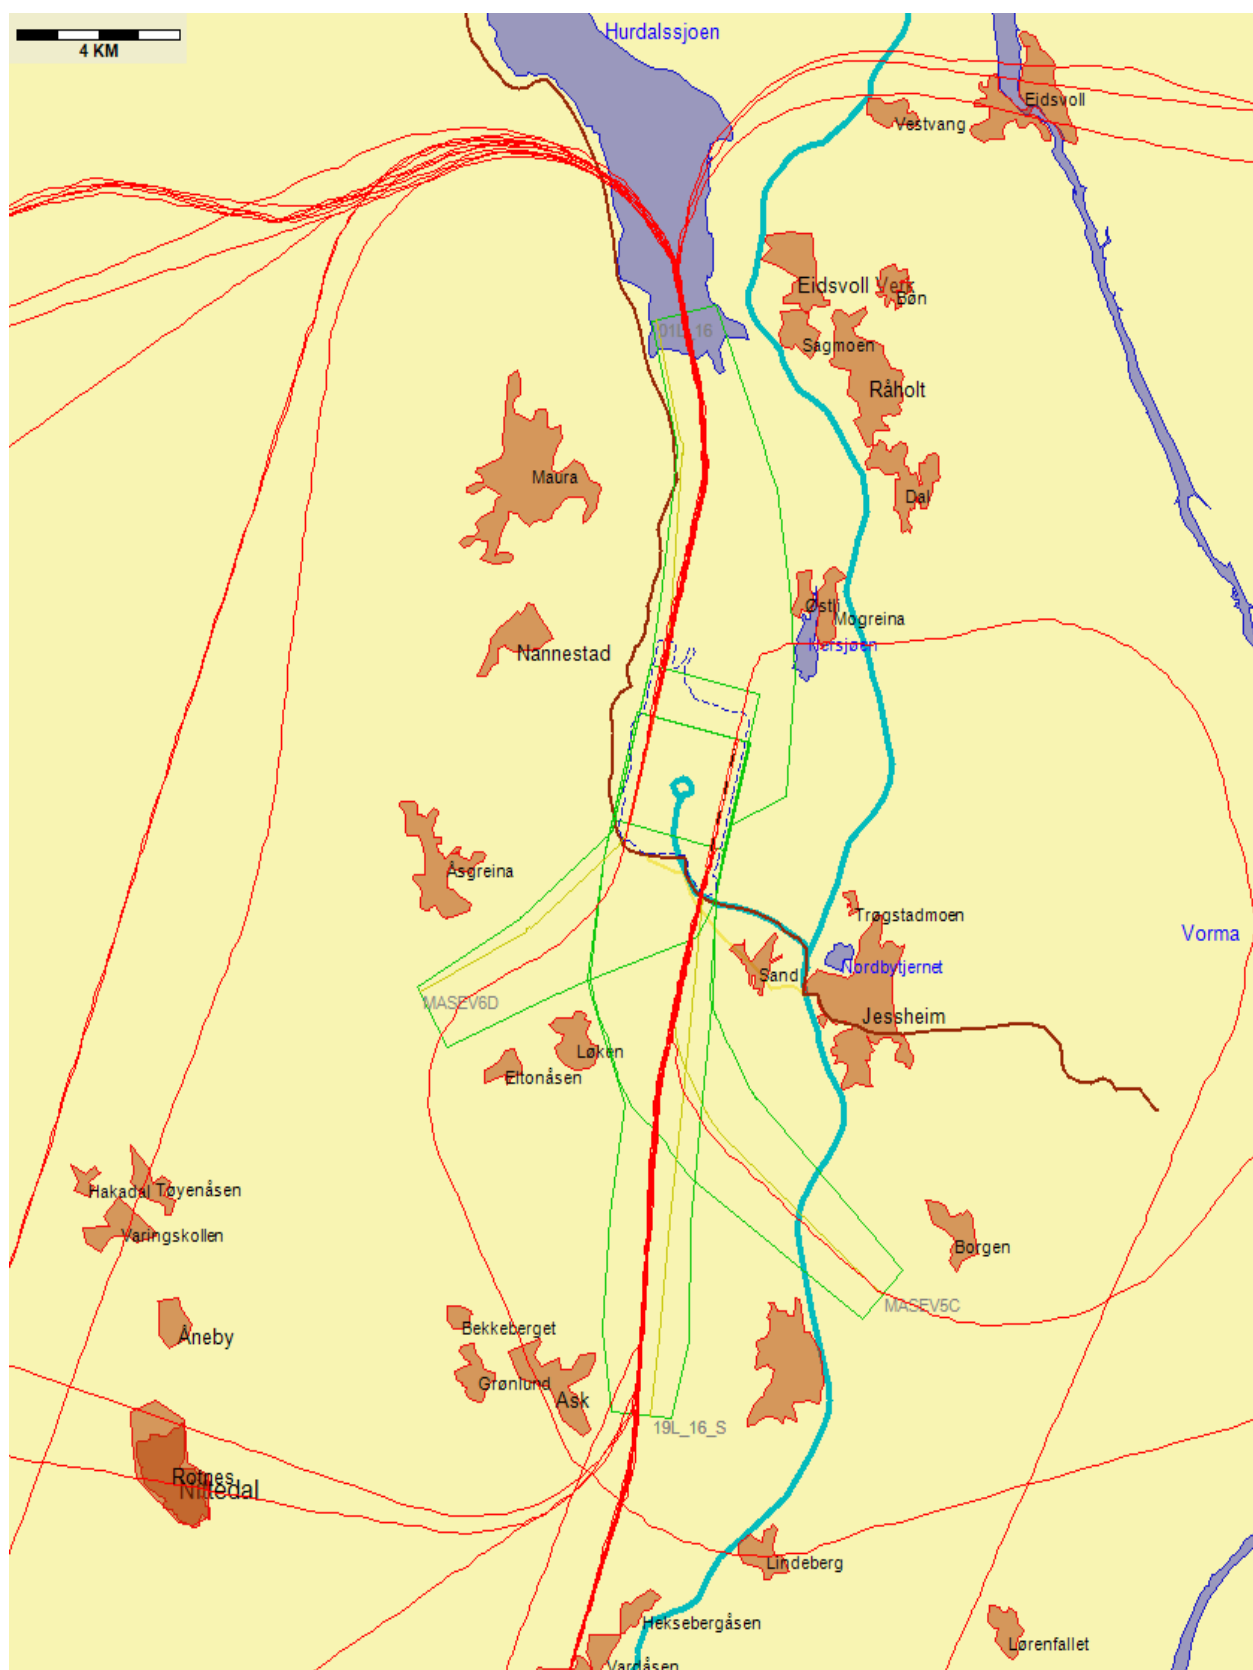 Hurdalssjoen
4 KM
Eidsvoll
Vestvang
Eidsvoll Verk
Bøn
01L_16
Sagmoen
Råholt
Maura
Dal
Østli
Mogreina
Hersjøen
Nannestad
Åsgreina
Trøgstadmoen
Vorma
Sand
Nordbytjernet
MASEV6D
Jessheim
Løken
Eltonåsen
Hakadal
Tøyenåsen
Varingskollen
Borgen
MASEV5C
Bekkeberget
Åneby
Grønlund
Ask
19L_16_S
Rotnes
Nittedal
Lindeberg
Heksebergåsen
Lørenfallet
Vardåsen